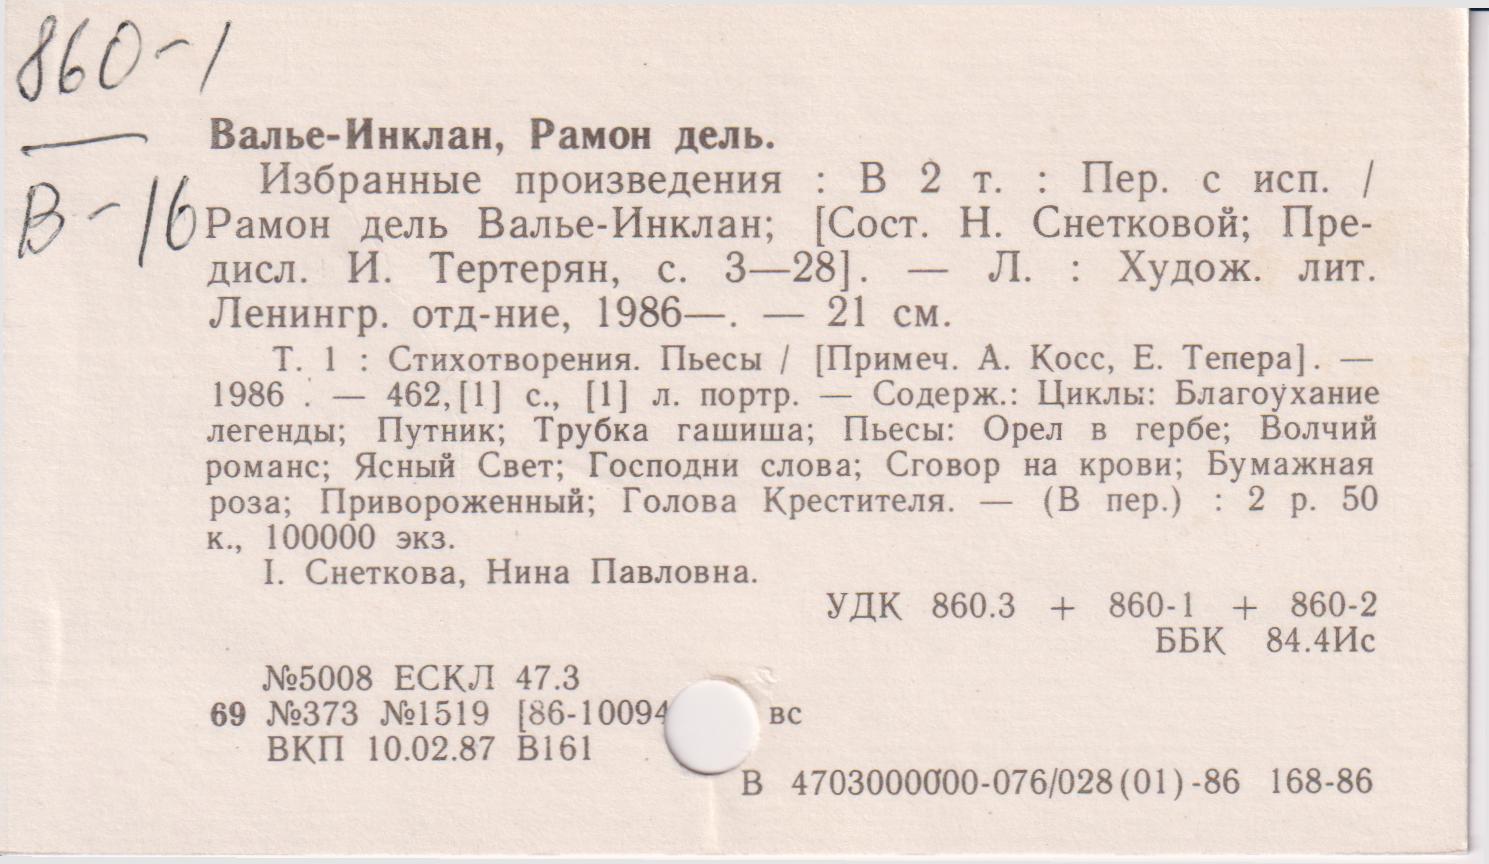 860-1
В-16
Валье-Инклан, Рамон дель.
Избранные произведения : В 2 т. : Пер. с исп. /
Рамон дель Валье-Инклан; [Сост. Н. Снетковой; Пре-
дисл. И. Тертерян, с. 3—28]. — Л. : Худож. лит.
Ленингр. отд-ние, 1986—. — 21 см.
Т. 1 : Стихотворения. Пьесы / [Примеч. А. Косс, Е. Тепера]. —
1986 . — 462,[1] с., [1] л. портр. — Содерж.: Циклы: Благоухание
легенды; Путник; Трубка гашиша; Пьесы: Орел в гербе; Волчий
романс; Ясный Свет; Господни слова; Сговор на крови; Бумажная
роза; Привороженный; Голова Крестителя. — (В пер.) : 2 р. 50
к., 100000 экз.
I. Снеткова, Нина Павловна.
УДК 860.3 + 860-1 + 860-2
ББК 84.4Ис
№5008 ЕСКЛ 47.3
69 №373 №1519 [86-10094 вс
ВКП 10.02.87 В161
В 4703000000-076/028(01)-86 168-86